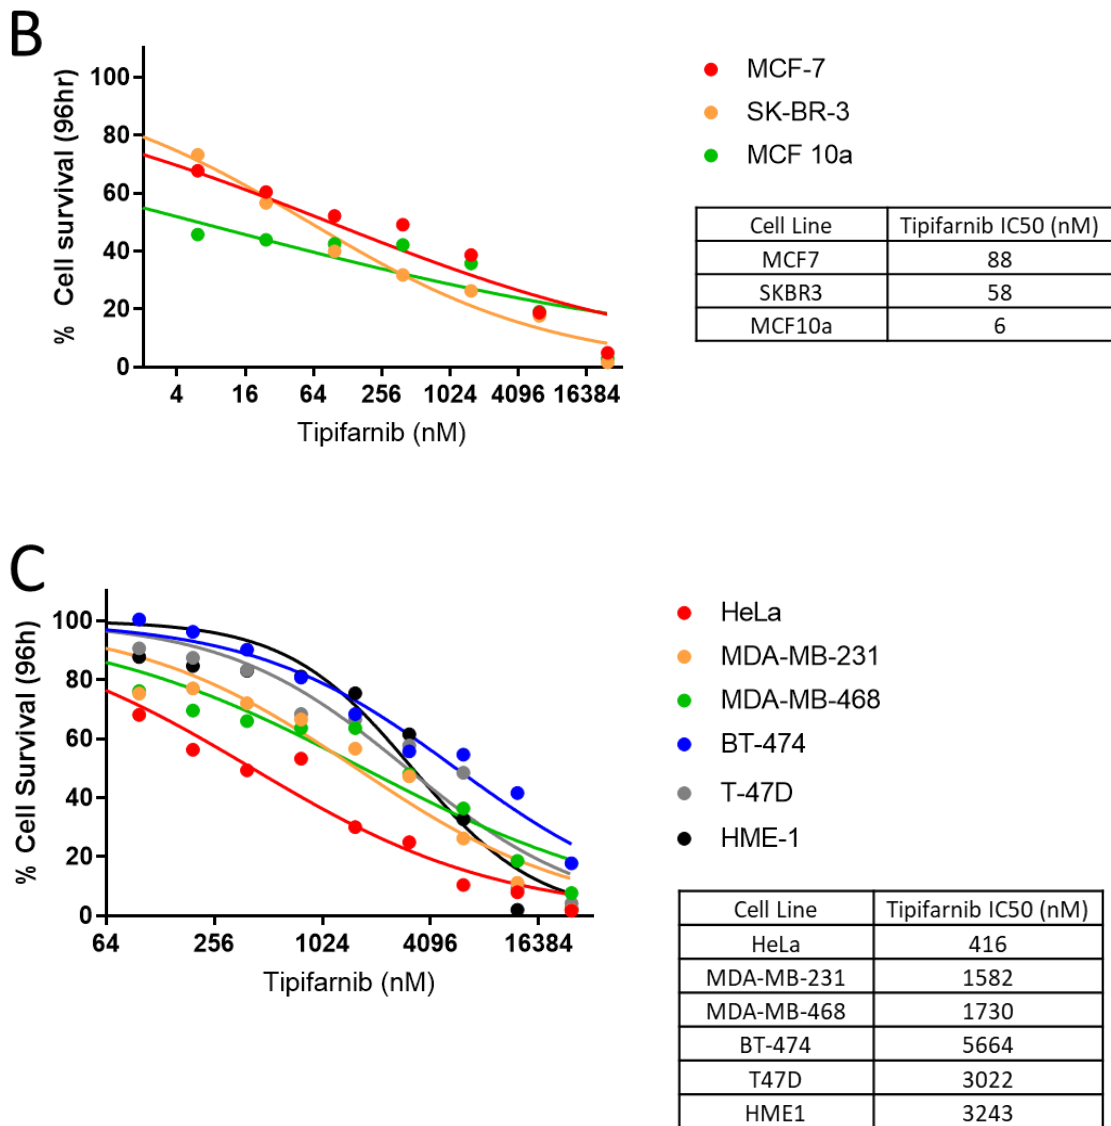 B
% Cell survival (96hr)
100
80
60
40
20
0
4 16 64 256 1024 4096 16384
Tipifarnib (nM)
MCF-7
SK-BR-3
MCF 10a
Cell Line Tipifarnib IC50 (nM)
MCF7 88
SKBR3 58
MCF10a 6
C
% Cell Survival (96h)
100
80
60
40
20
0
64 256 1024 4096 16384
Tipifarnib (nM)
HeLa
MDA-MB-231
MDA-MB-468
BT-474
T-47D
HME-1
Cell Line Tipifarnib IC50 (nM)
HeLa 416
MDA-MB-231 1582
MDA-MB-468 1730
BT-474 5664
T47D 3022
HME1 3243